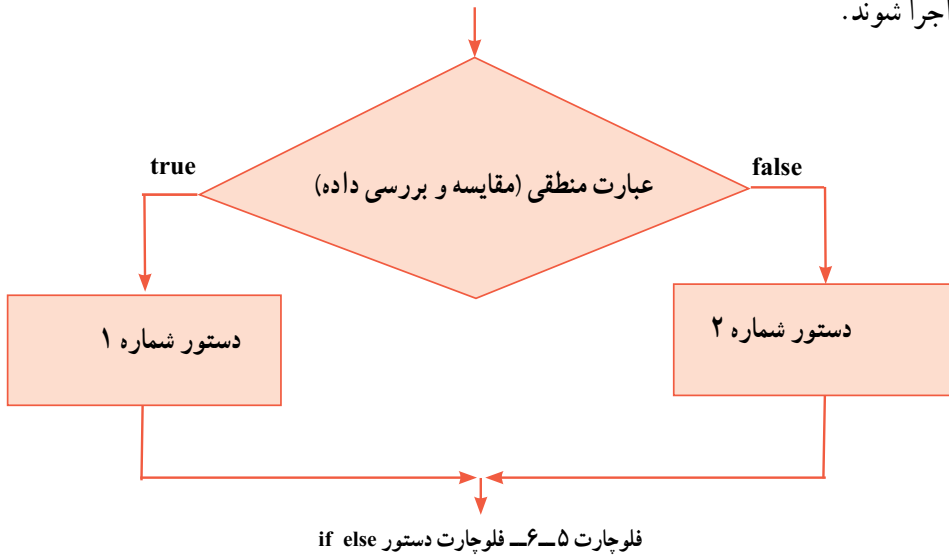 اجرا شوند.
عبارت منطقی (مقایسه و بررسی داده)
true
false
دستور شماره ۱
دستور شماره ۲
فلوچارت ۵ــ۶ــ فلوچارت دستور if else